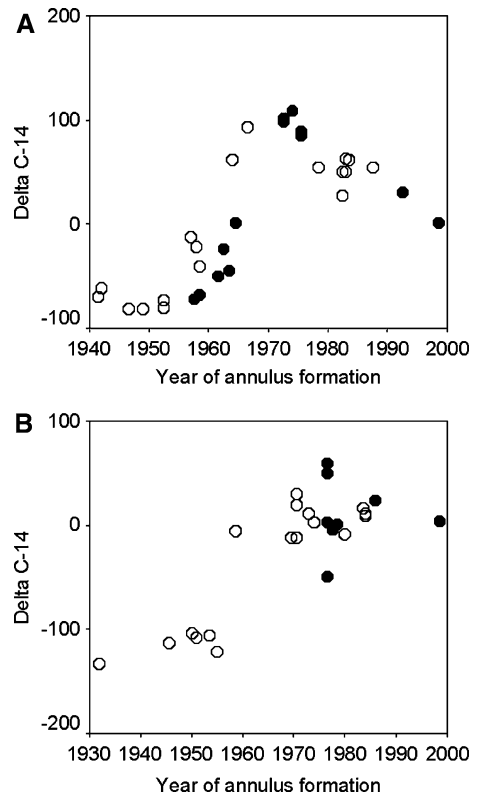 A
200
100
0
-100
Delta C-14
1940 1950 1960 1970 1980 1990 2000
Year of annulus formation
B
100
0
-100
-200
Delta C-14
1930 1940 1950 1960 1970 1980 1990 2000
Year of annulus formation